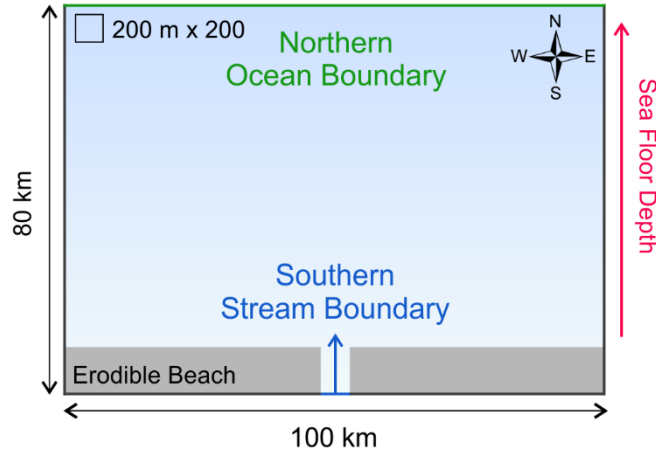 200 m x 200
Northern
Ocean Boundary
N
W E
S
80 km
Sea Floor Depth
Southern
Stream Boundary
Erodible Beach
100 km